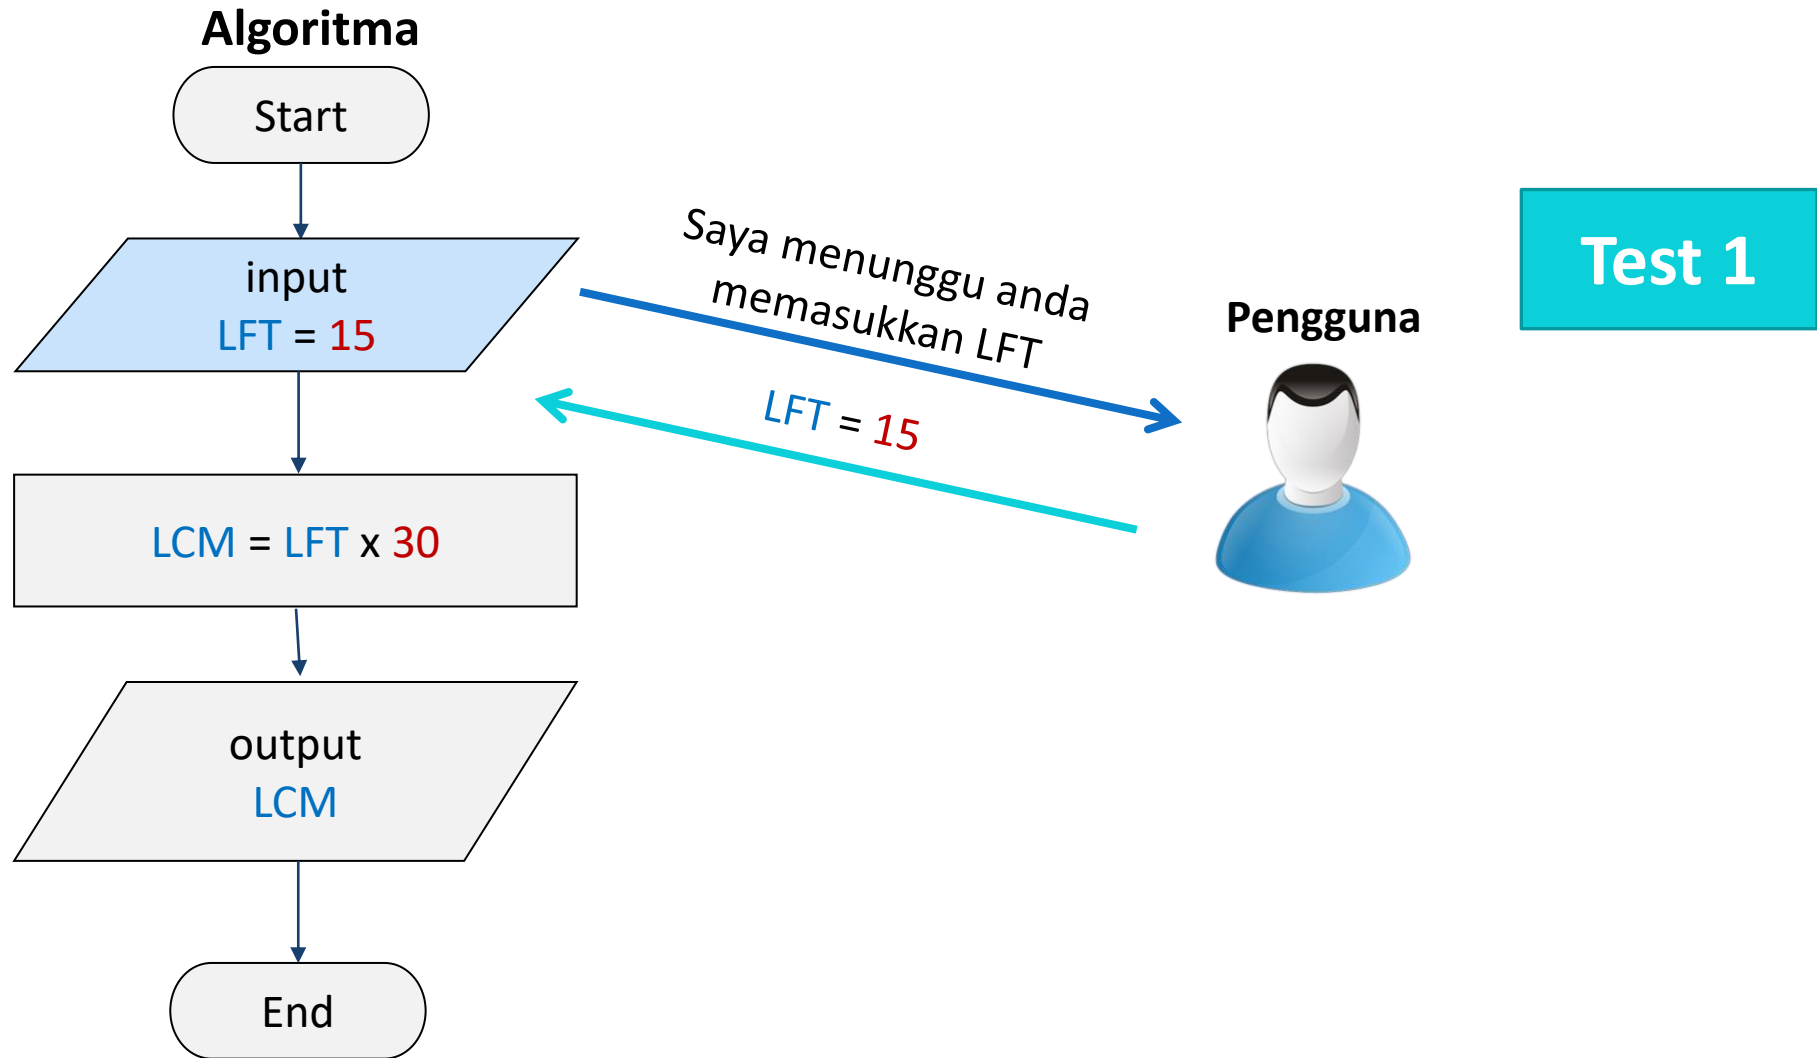 Algoritma
Start
input
LFT = 15
LCM = LFT x 30
output
LCM
End
Saya menunggu anda
memasukkan LFT
LFT = 15
Pengguna
Test 1